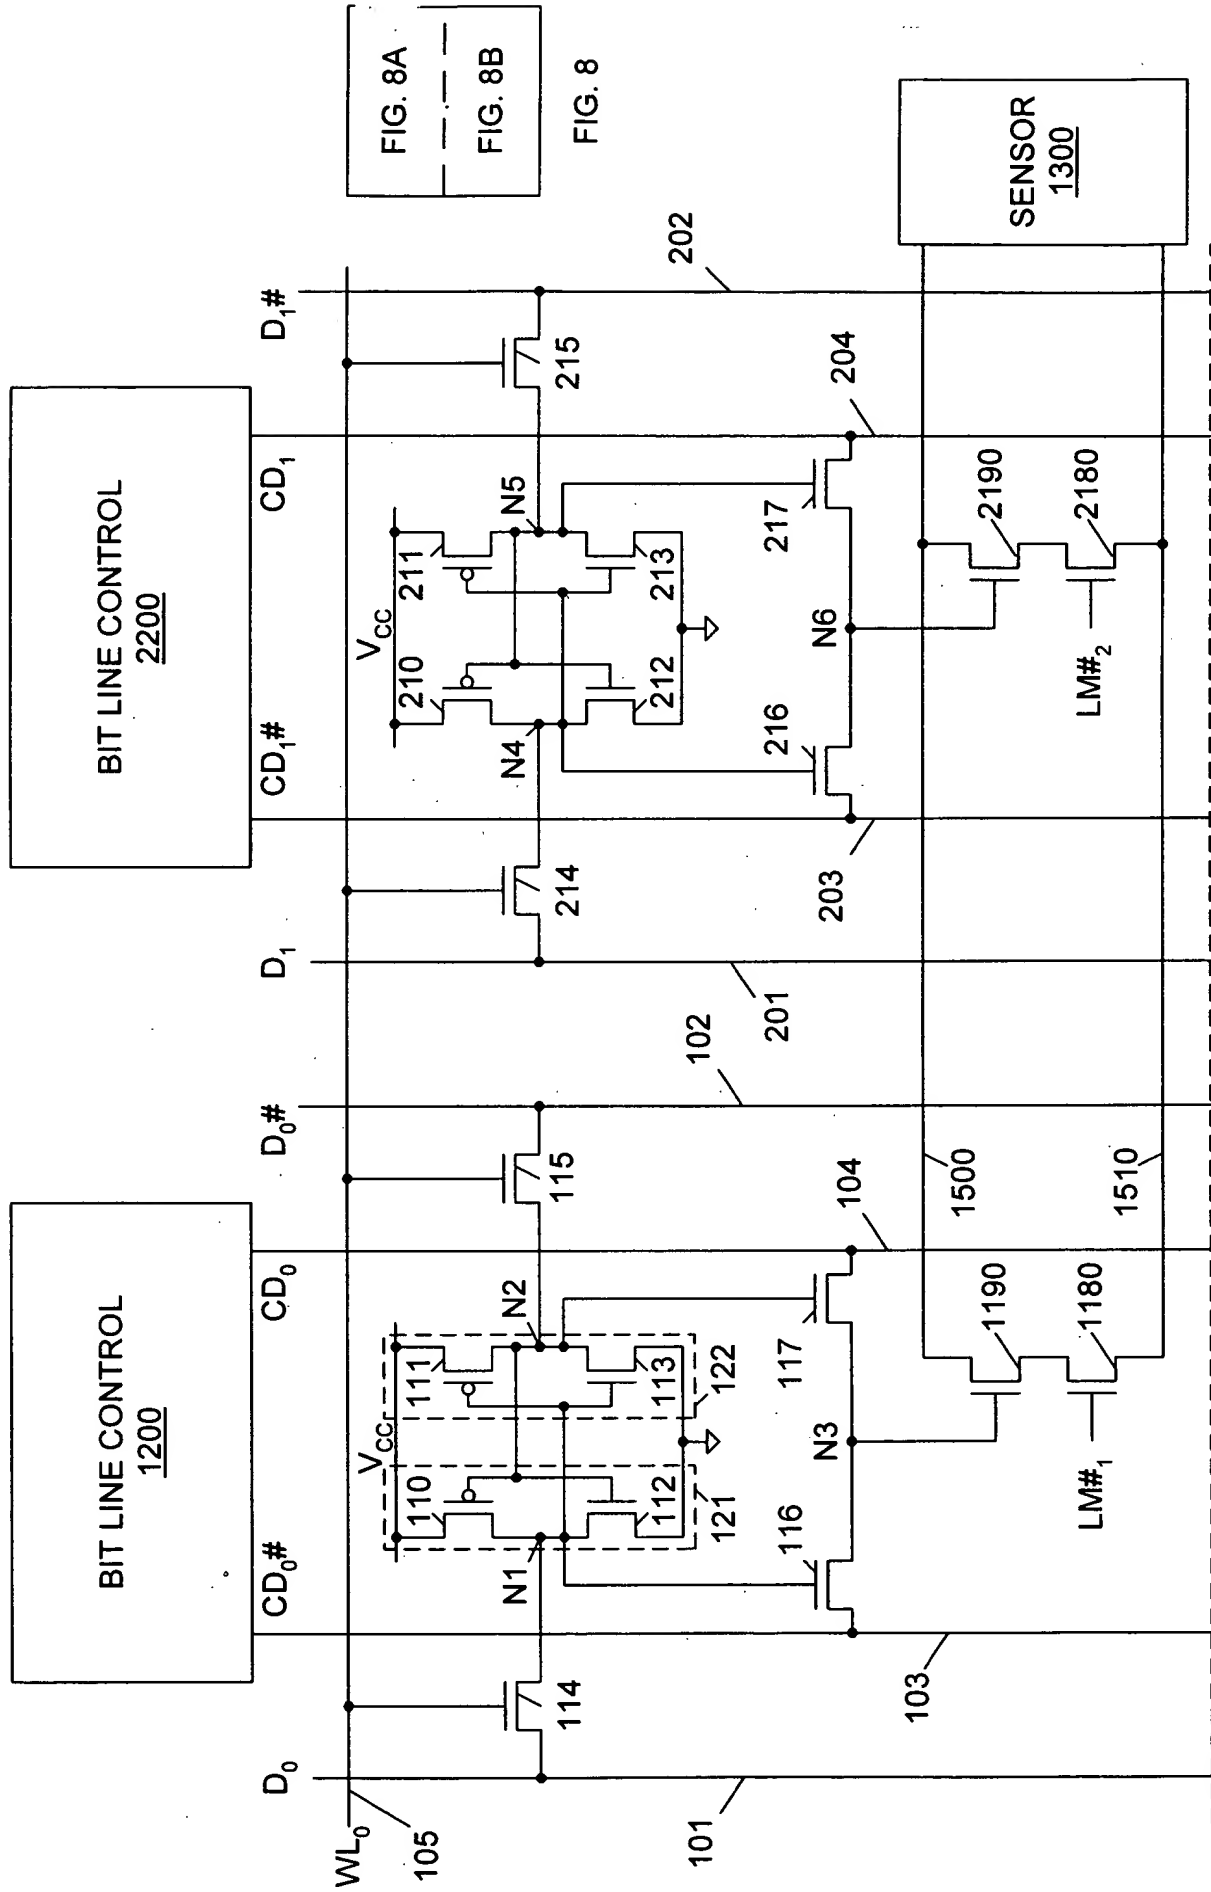 BIT LINE CONTROL
1200
BIT LINE CONTROL
2200
FIG. 8A
FIG. 8B
FIG. 8
D₀
CD₀#
CD₀
D₀#
D₁
CD₁#
CD₁
D₁#
WL₀
105
V_CC
110
111
N1
N2
112
113
121
122
114
115
V_CC
210
211
N4
N5
212
213
214
215
101
102
201
202
116
N3
117
103
104
216
N6
217
203
204
1190
1180
LM#₁
1500
1510
2190
2180
LM#₂
SENSOR
1300